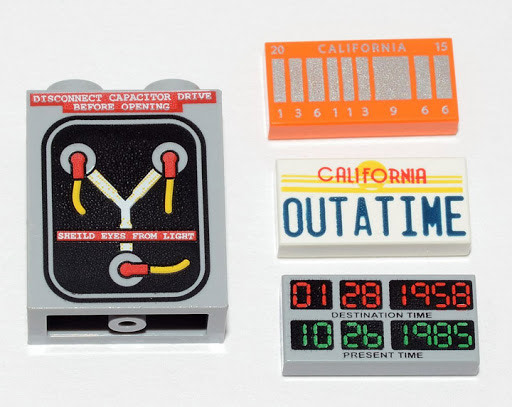 DISCONNECT CAPACITOR DRIVE
BEFORE OPENING
SHEILD EYES FROM LIGHT
20 CALIFORNIA 15
1 3 6 1 1 3 9 6 6
CALIFORNIA
OUTATIME
01 28 1958
DESTINATION TIME
10 26 1985
PRESENT TIME